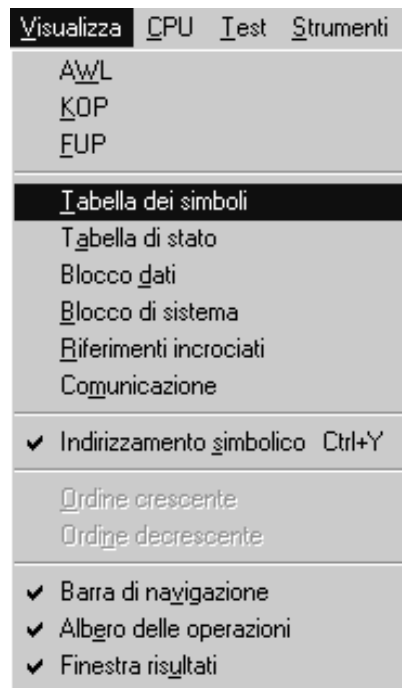 Visualizza CPU Test Strumenti
AWL
KOP
FUP
Tabella dei simboli
Tabella di stato
Blocco dati
Blocco di sistema
Riferimenti incrociati
Comunicazione
Indirizzamento simbolico Ctrl+Y
Ordine crescente
Ordine decrescente
Barra di navigazione
Albero delle operazioni
Finestra risultati